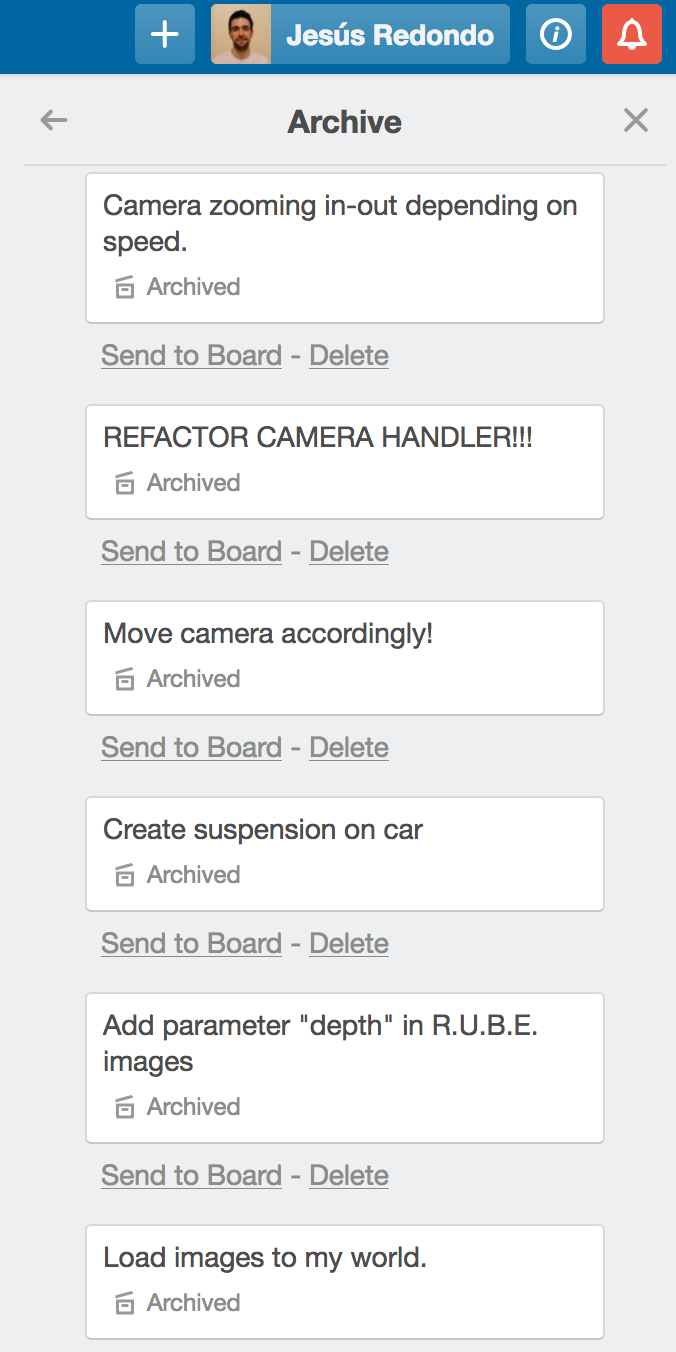 Jesús Redondo
Archive
Camera zooming in-out depending on
speed.
Archived
Send to Board - Delete
REFACTOR CAMERA HANDLER!!!
Archived
Send to Board - Delete
Move camera accordingly!
Archived
Send to Board - Delete
Create suspension on car
Archived
Send to Board - Delete
Add parameter "depth" in R.U.B.E.
images
Archived
Send to Board - Delete
Load images to my world.
Archived